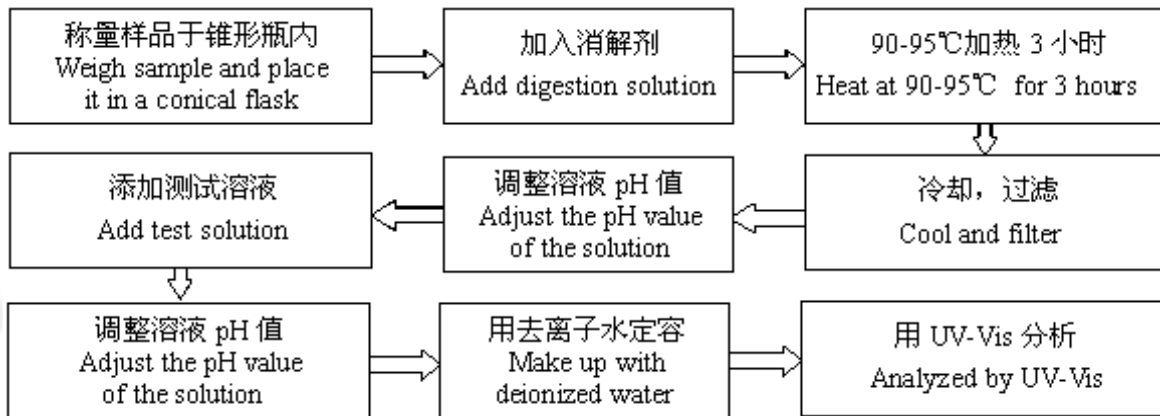 称量样品于锥形瓶内
Weigh sample and place
it in a conical flask
加入消解剂
Add digestion solution
90-95℃加热 3 小时
Heat at 90-95℃ for 3 hours
冷却，过滤
Cool and filter
调整溶液 pH 值
Adjust the pH value
of the solution
添加测试溶液
Add test solution
调整溶液 pH 值
Adjust the pH value
of the solution
用去离子水定容
Make up with
deionized water
用 UV-Vis 分析
Analyzed by UV-Vis